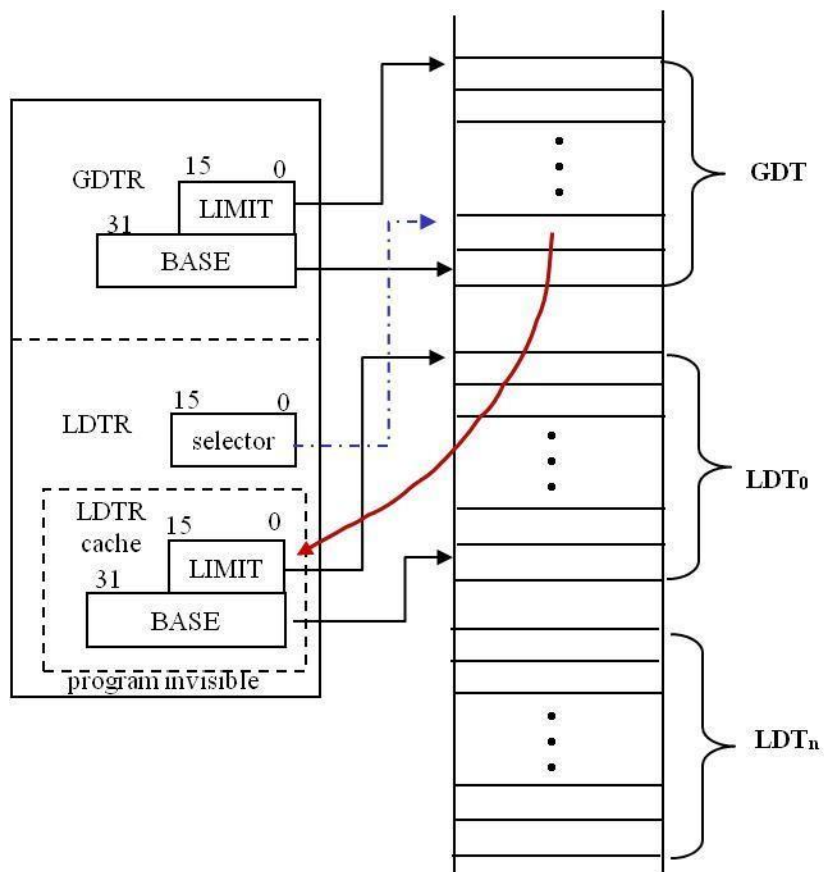 GDTR
15 0
LIMIT
31
BASE
GDT
LDTR
15 0
selector
LDTR
cache
15 0
LIMIT
31
BASE
program invisible
LDT0
LDTn